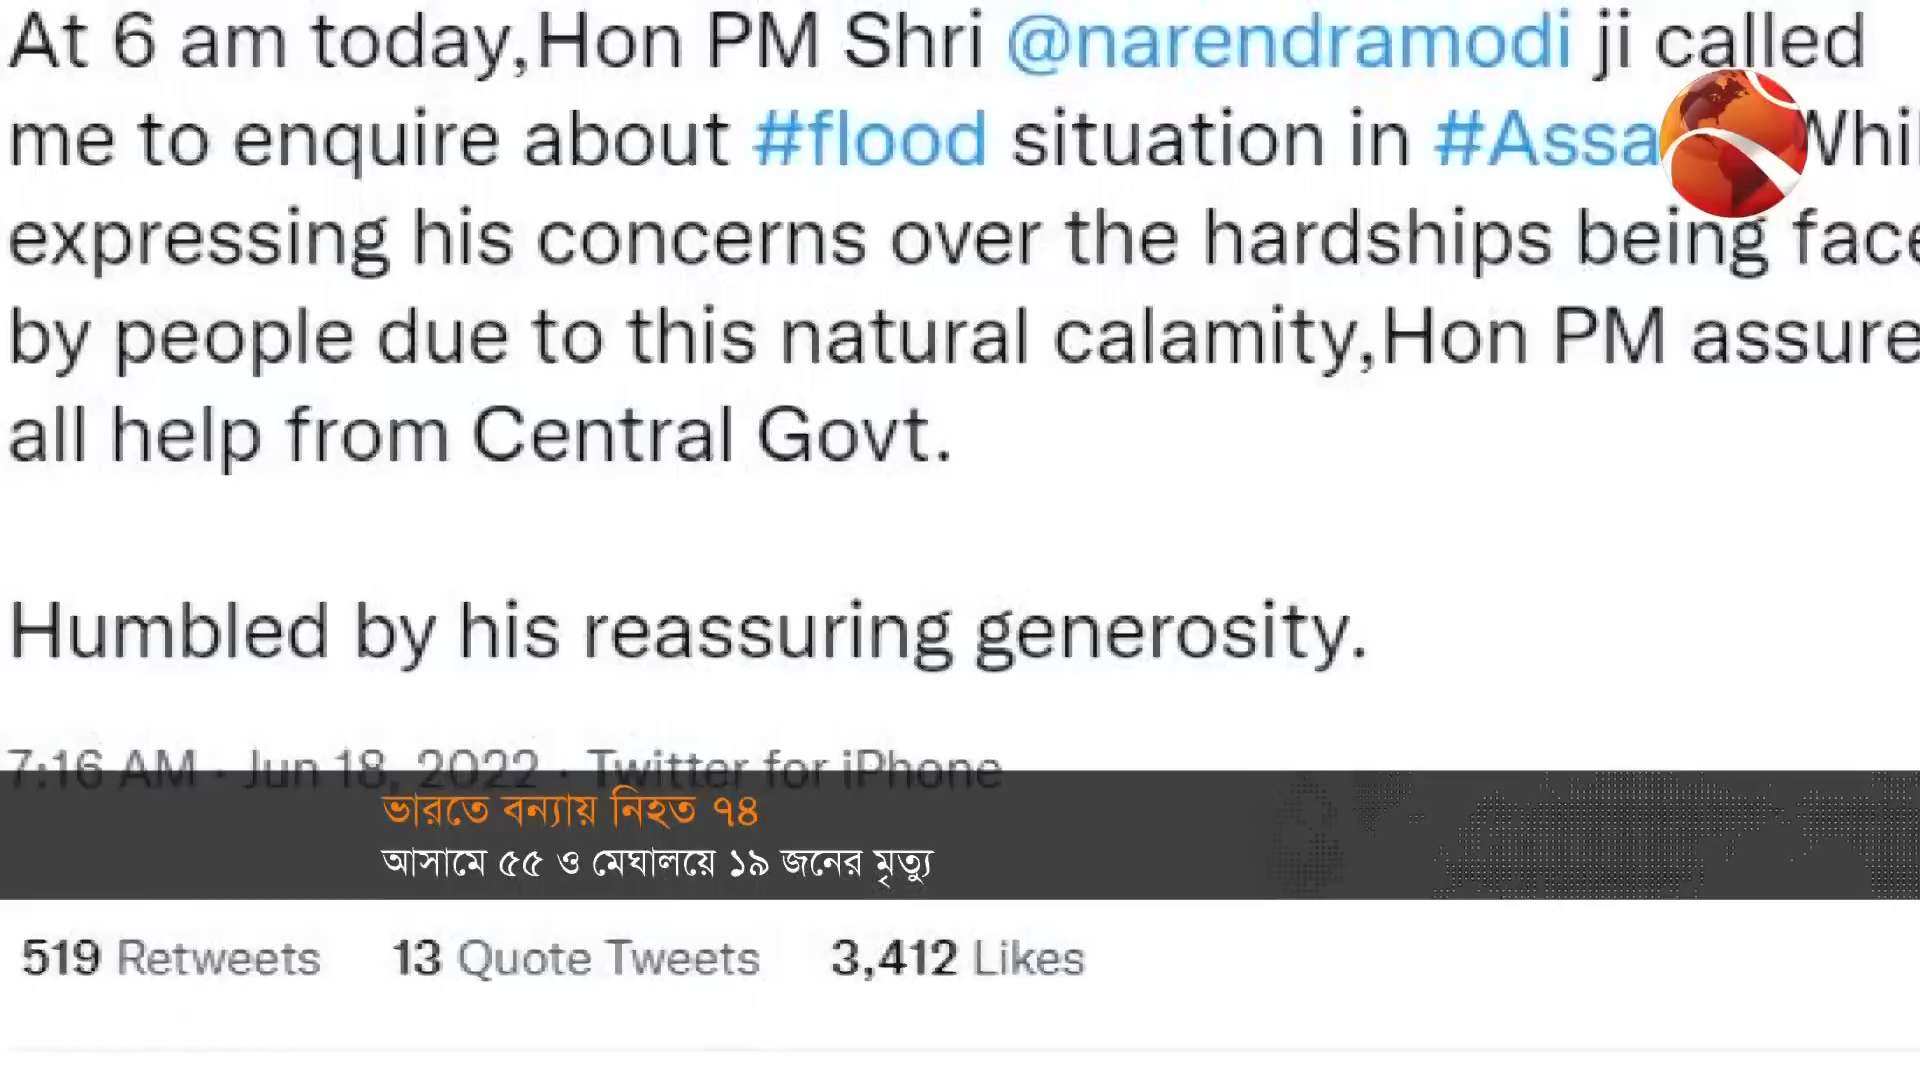 At 6 am today,Hon PM Shri @narendramodi ji called
me to enquire about #flood situation in #Assa Whi
expressing his concerns over the hardships being face
by people due to this natural calamity,Hon PM assure
all help from Central Govt.
Humbled by his reassuring generosity.
7:16 AM · Jun 18, 2022 · Twitter for iPhone
ভারতে বন্যায় নিহত ৭৪
আসামে ৫৫ ও মেঘালয়ে ১৯ জনের মৃত্যু
519 Retweets 13 Quote Tweets 3,412 Likes